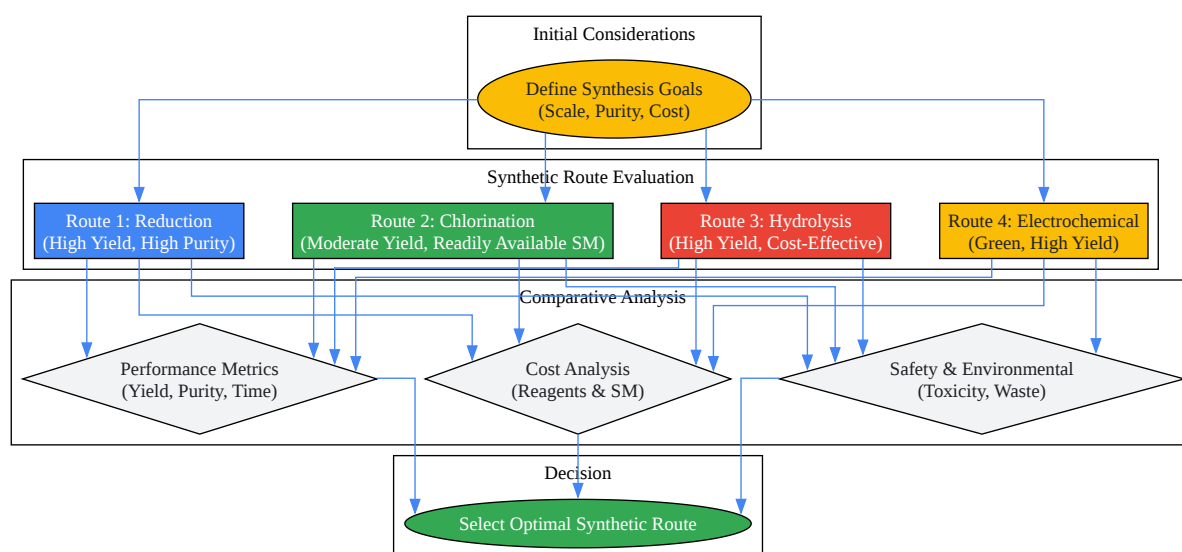 Initial Considerations
Define Synthesis Goals
(Scale, Purity, Cost)
Synthetic Route Evaluation
Route 1: Reduction
(High Yield, High Purity)
Route 2: Chlorination
(Moderate Yield, Readily Available SM)
Route 3: Hydrolysis
(High Yield, Cost-Effective)
Route 4: Electrochemical
(Green, High Yield)
Comparative Analysis
Performance Metrics
(Yield, Purity, Time)
Cost Analysis
(Reagents & SM)
Safety & Environmental
(Toxicity, Waste)
Decision
Select Optimal Synthetic Route